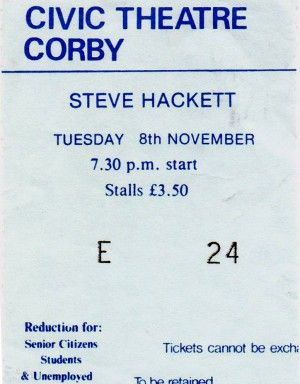 CIVIC THEATRE
CORBY
STEVE HACKETT
TUESDAY 8th NOVEMBER
7.30 p.m. start
Stalls £3.50
E 24
Reduction for:
Senior Citizens
Students
& Unemployed
Tickets cannot be excha
To be retained